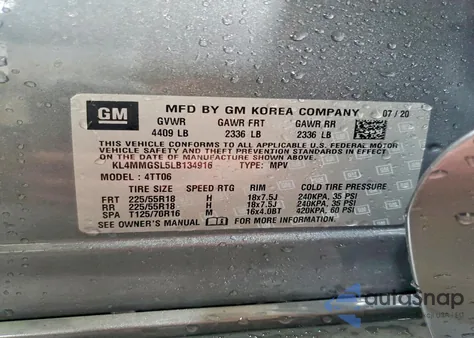 GM
MFD BY GM KOREA COMPANY 07/20
GVWR GAWR FRT GAWR RR
4409 LB 2336 LB 2336 LB
THIS VEHICLE CONFORMS TO ALL APPLICABLE U.S. FEDERAL MOTOR
VEHICLE SAFETY AND THEFT PREVENTION STANDARDS IN EFFECT
ON THE DATE OF MANUFACTURE SHOWN ABOVE.
KL4MMGSL5LB134916 TYPE: MPV
MODEL: 4TT06
TIRE SIZE SPEED RTG RIM COLD TIRE PRESSURE
FRT 225/55R18 H 18x7.5J 240KPA, 35 PSI
RR 225/55R18 H 18x7.5J 240KPA, 35 PSI
SPA T125/70R16 M 16x4.0BT 420KPA, 60 PSI
SEE OWNER'S MANUAL FOR MORE INFORMATION.
autosnap